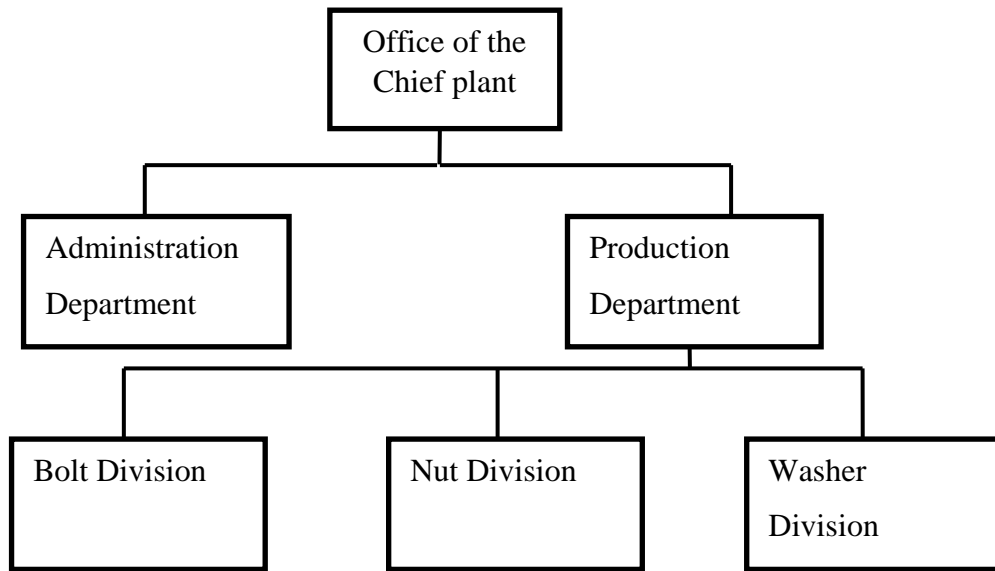 Office of the
Chief plant
Administration
Department
Production
Department
Bolt Division
Nut Division
Washer
Division